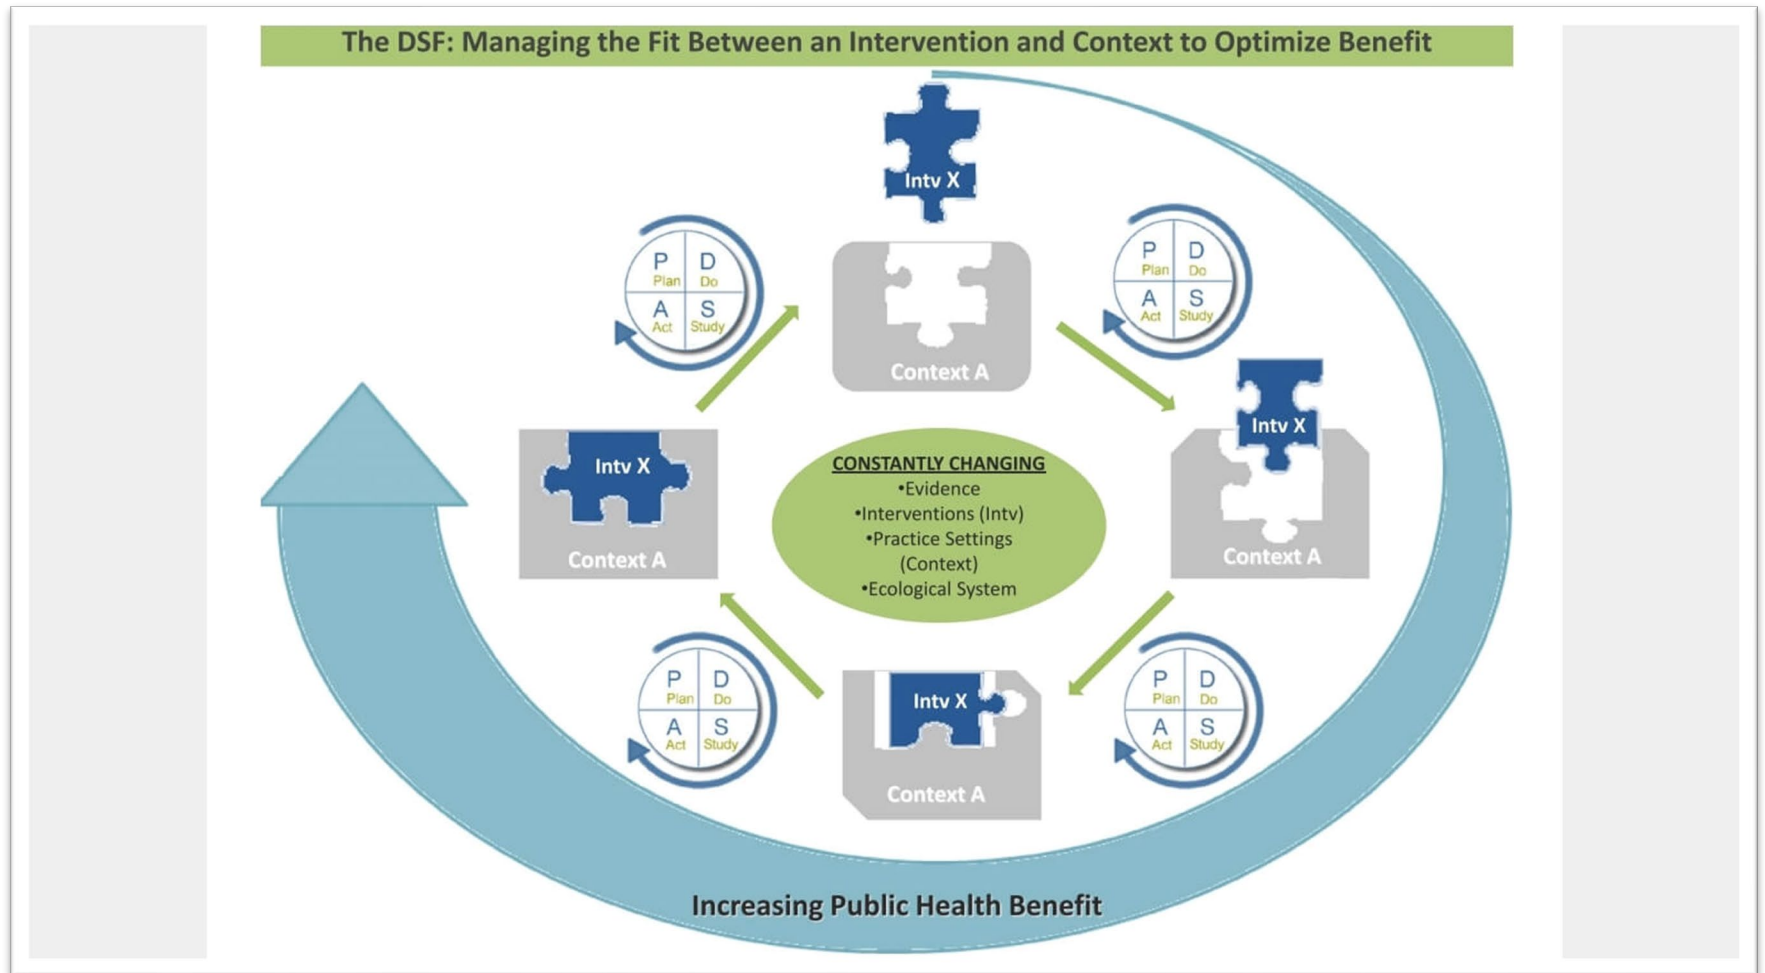 The DSF: Managing the Fit Between an Intervention and Context to Optimize Benefit
Intv X
Context A
P D
Plan Do
A S
Act Study
P D
Plan Do
A S
Act Study
Intv X
Context A
Intv X
Context A
CONSTANTLY CHANGING
•Evidence
•Interventions (Intv)
•Practice Settings
(Context)
•Ecological System
P D
Plan Do
A S
Act Study
Intv X
Context A
P D
Plan Do
A S
Act Study
Increasing Public Health Benefit